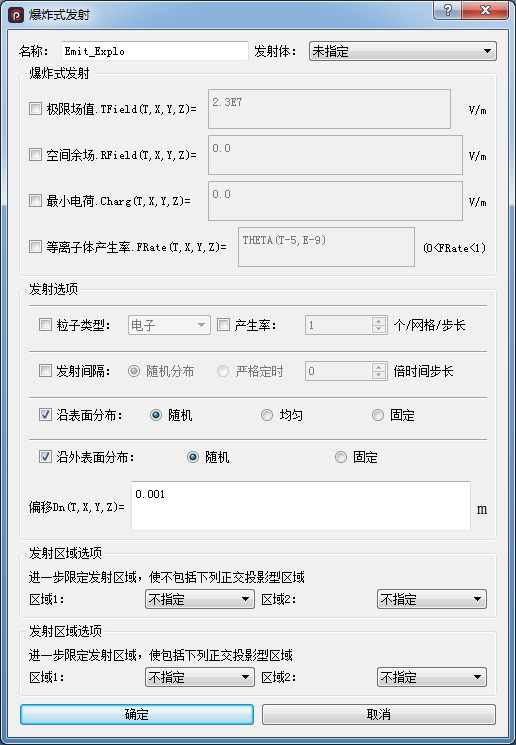 爆炸式发射
名称: Emit_Explo 发射体: 未指定
爆炸式发射
极限场值.TField(T,X,Y,Z)= 2.3E7 V/m
空间余场.RField(T,X,Y,Z)= 0.0 V/m
最小电荷.Charg(T,X,Y,Z)= 0.0 V/m
等离子体产生率.FRate(T,X,Y,Z)= THETA(T-5,E-9) (0<FRate<1)
发射选项
粒子类型: 电子 产生率: 1 个/网格/步长
发射间隔: 随机分布 严格定时 0 倍时间步长
沿表面分布: 随机 均匀 固定
沿外表面分布: 随机 固定
偏移Dn(T,X,Y,Z)= 0.001 m
发射区域选项
进一步限定发射区域, 使不包括下列正交投影型区域
区域1: 不指定 区域2: 不指定
发射区域选项
进一步限定发射区域, 使包括下列正交投影型区域
区域1: 不指定 区域2: 不指定
确定 取消